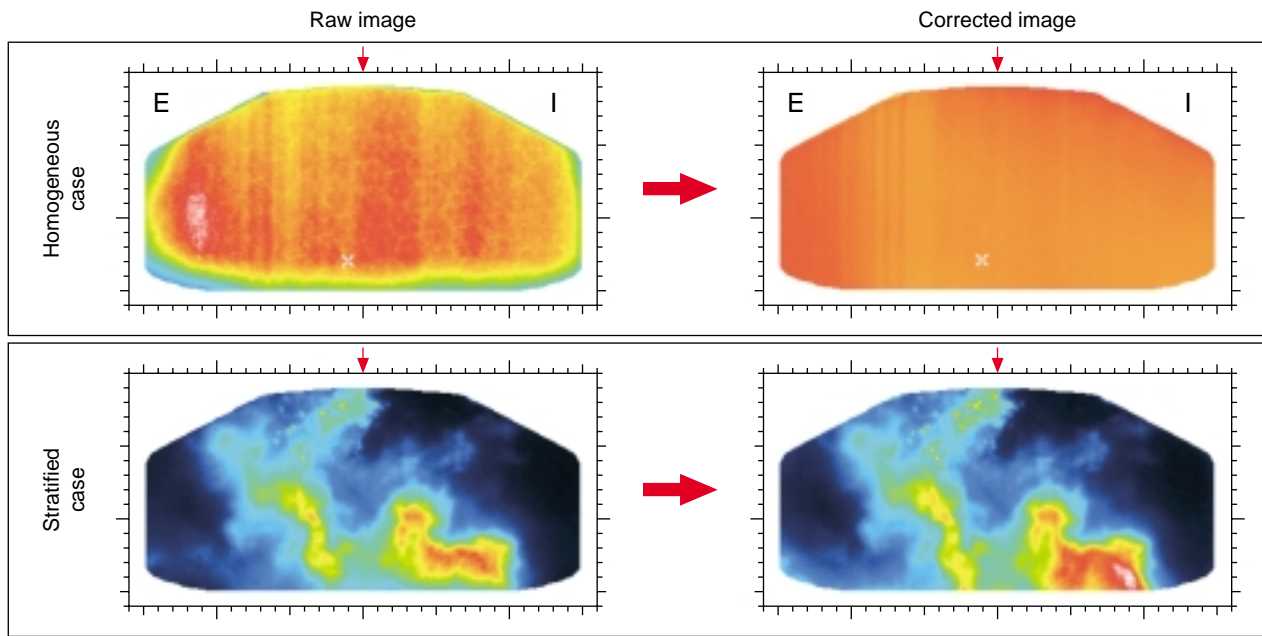 Raw image
Corrected image
Homogeneous
case
E
I
E
I
Stratified
case